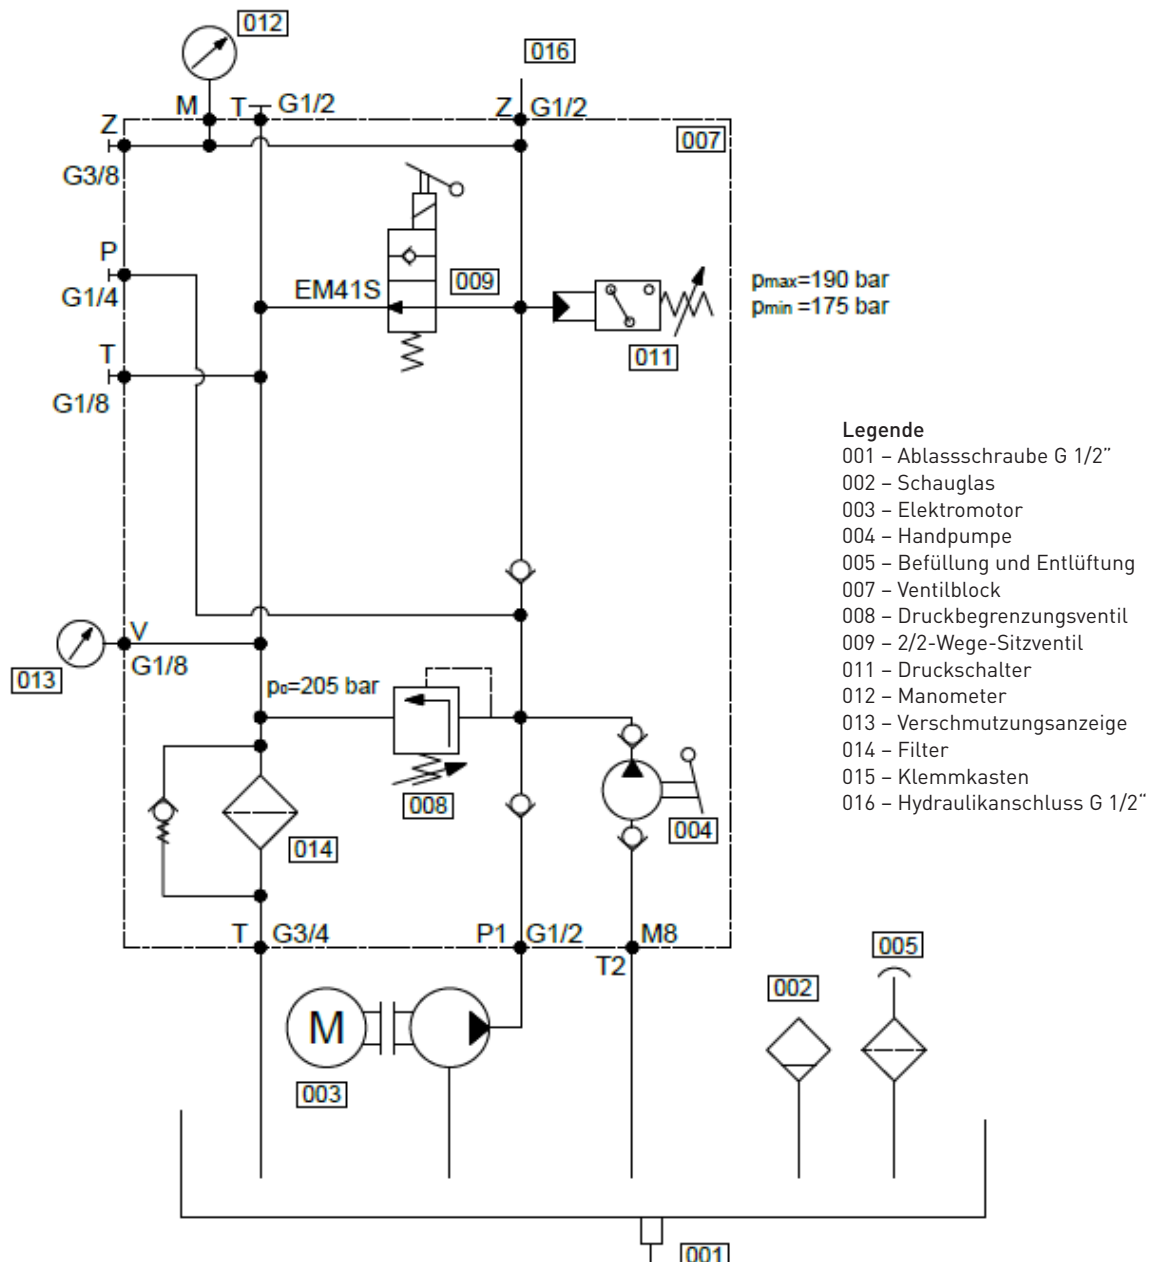 012
016
M
T
G1/2
Z
G1/2
Z
007
G3/8
P
G1/4
EM41S
009
pmax=190 bar
pmin =175 bar
T
011
G1/8
Legende
001 – Ablassschraube G 1/2”
002 – Schauglas
003 – Elektromotor
004 – Handpumpe
005 – Befüllung und Entlüftung
007 – Ventilblock
008 – Druckbegrenzungsventil
009 – 2/2-Wege-Sitzventil
011 – Druckschalter
012 – Manometer
013 – Verschmutzungsanzeige
014 – Filter
015 – Klemmkasten
016 – Hydraulikanschluss G 1/2“
V
G1/8
013
p₀=205 bar
008
004
014
T
G3/4
P1
G1/2
M8
T2
005
002
M
003
001